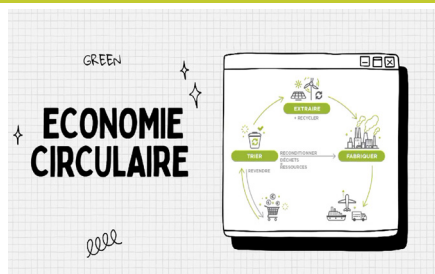 GREEN
ECONOMIE
CIRCULAIRE
EXTRAIRE
+ RECYCLER
TRIER
RECONDITIONNER
DÉCHETS
RESSOURCES
FABRIQUER
REVENDRE